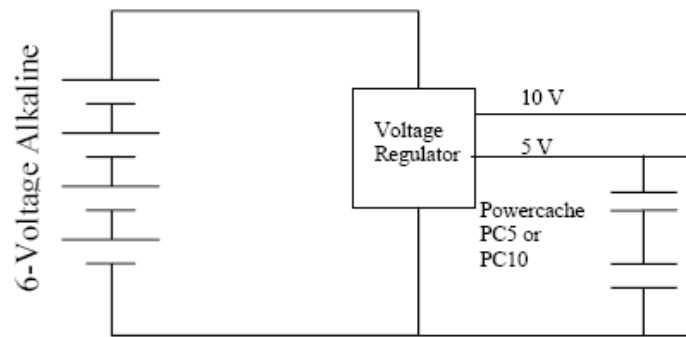 6-Voltage Alkaline
Voltage
Regulator
10 V
5 V
Powercache
PC5 or
PC10